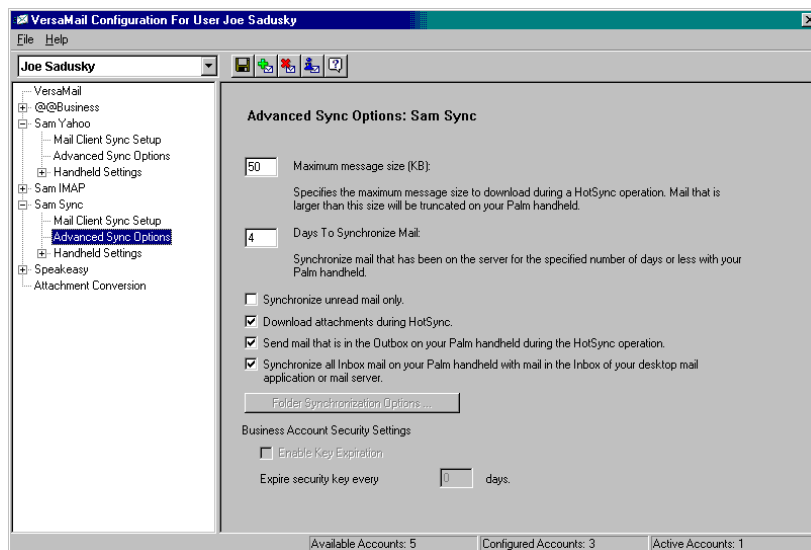 VersaMail Configuration For User Joe Sadusky
File Help
Joe Sadusky
VersaMail
@@Business
Sam Yahoo
Mail Client Sync Setup
Advanced Sync Options
Handheld Settings
Sam IMAP
Sam Sync
Mail Client Sync Setup
Advanced Sync Options
Handheld Settings
Speakeasy
Attachment Conversion
Advanced Sync Options: Sam Sync
50 Maximum message size (KB):
Specifies the maximum message size to download during a HotSync operation. Mail that is
larger than this size will be truncated on your Palm handheld.
4 Days To Synchronize Mail:
Synchronize mail that has been on the server for the specified number of days or less with your
Palm handheld.
Synchronize unread mail only.
Download attachments during HotSync.
Send mail that is in the Outbox on your Palm handheld during the HotSync operation.
Synchronize all Inbox mail on your Palm handheld with mail in the Inbox of your desktop mail
application or mail server.
Folder Synchronization Options ...
Business Account Security Settings
Enable Key Expiration
Expire security key every 0 days.
Available Accounts: 5 Configured Accounts: 3 Active Accounts: 1